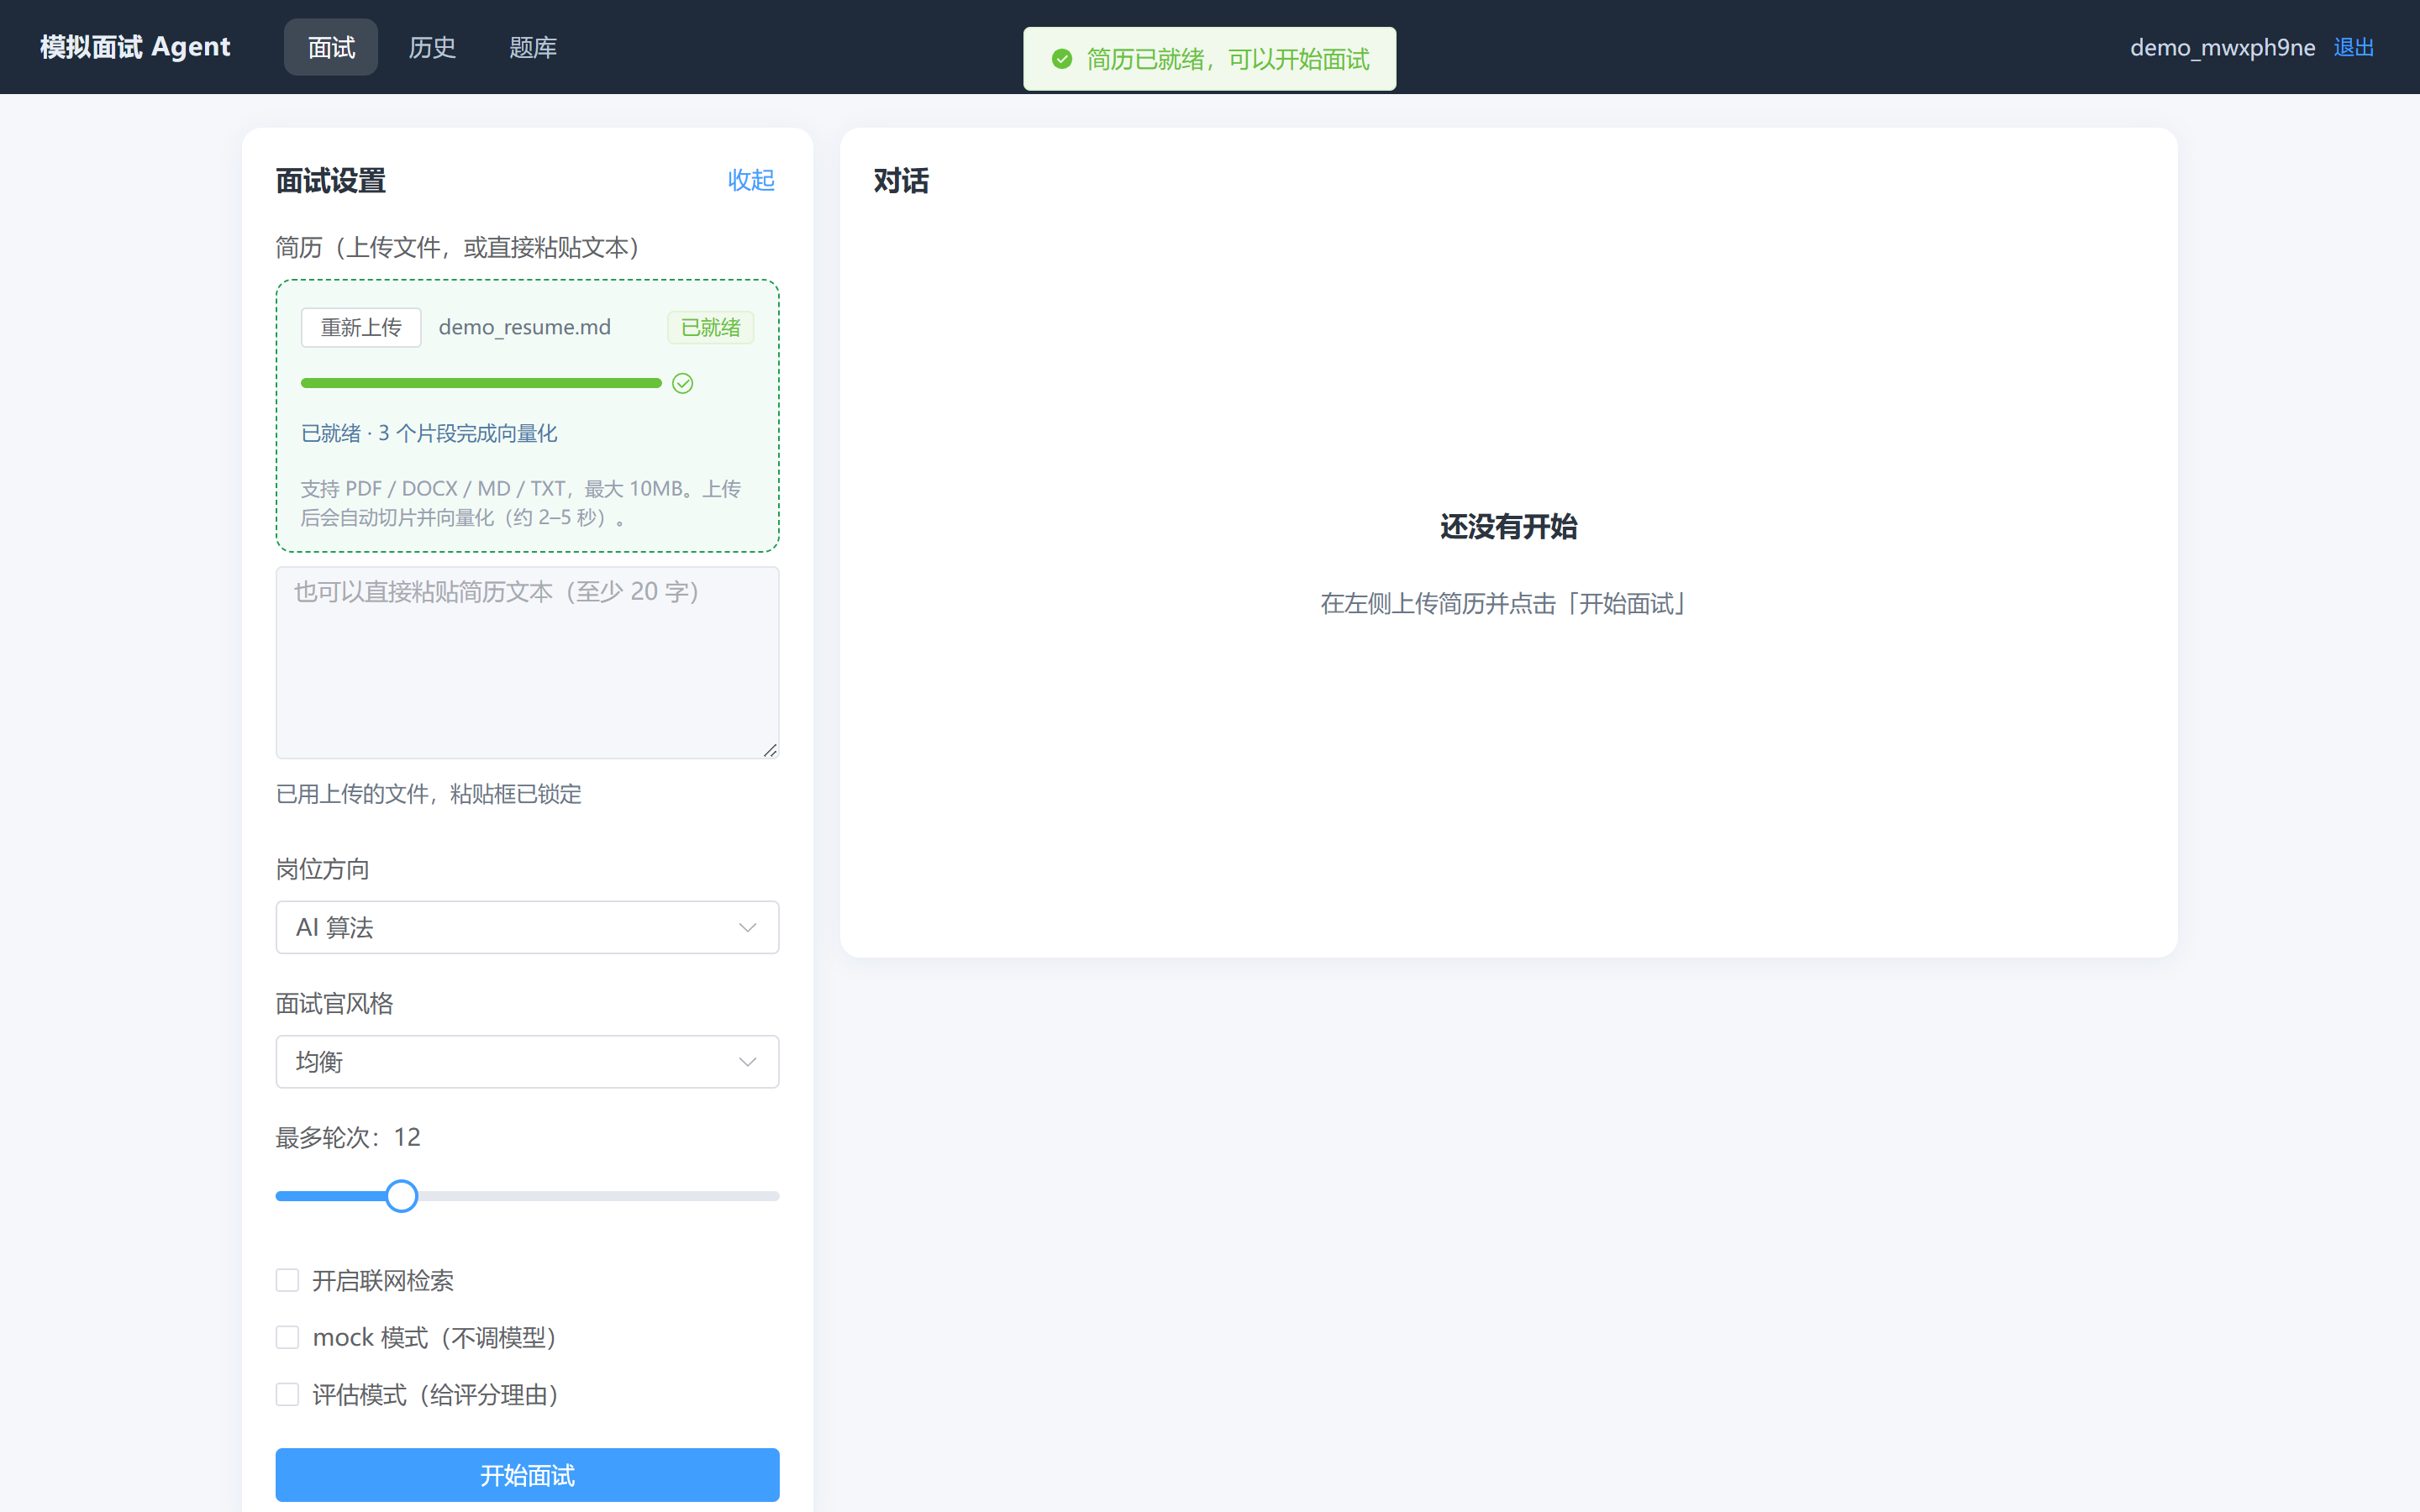 模拟面试 Agent
面试
历史
题库
简历已就绪，可以开始面试
demo_mwxph9ne
退出
面试设置
收起
简历（上传文件，或直接粘贴文本）
重新上传
demo_resume.md
已就绪
已就绪 · 3 个片段完成向量化
支持 PDF / DOCX / MD / TXT，最大 10MB。上传
后会自动切片并向量化（约 2–5 秒）。
也可以直接粘贴简历文本（至少 20 字）
已用上传的文件，粘贴框已锁定
岗位方向
AI 算法
面试官风格
均衡
最多轮次：12
开启联网检索
mock 模式（不调模型）
评估模式（给评分理由）
开始面试
对话
还没有开始
在左侧上传简历并点击「开始面试」